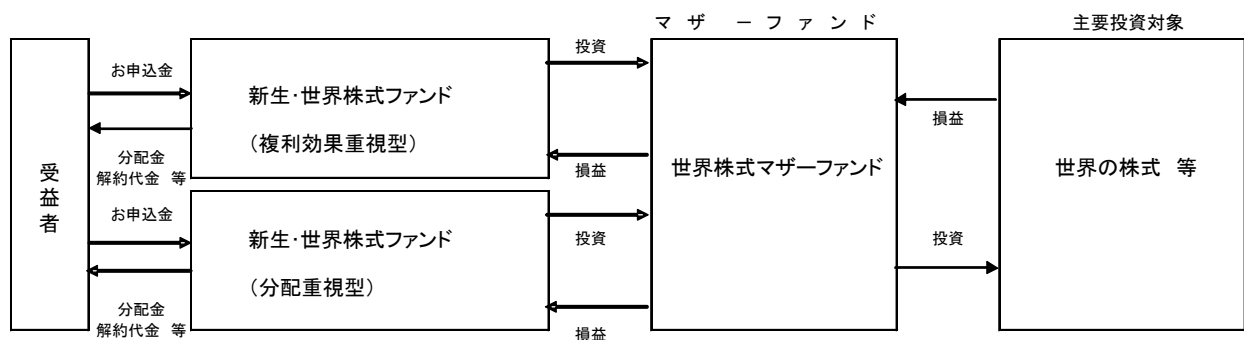 マ ザ ー フ ァ ン ド
主要投資対象
受益者
お申込金
分配金
解約代金 等
お申込金
分配金
解約代金 等
新生・世界株式ファンド
（複利効果重視型）
新生・世界株式ファンド
（分配重視型）
投資
損益
投資
損益
世界株式マザーファンド
損益
投資
世界の株式 等